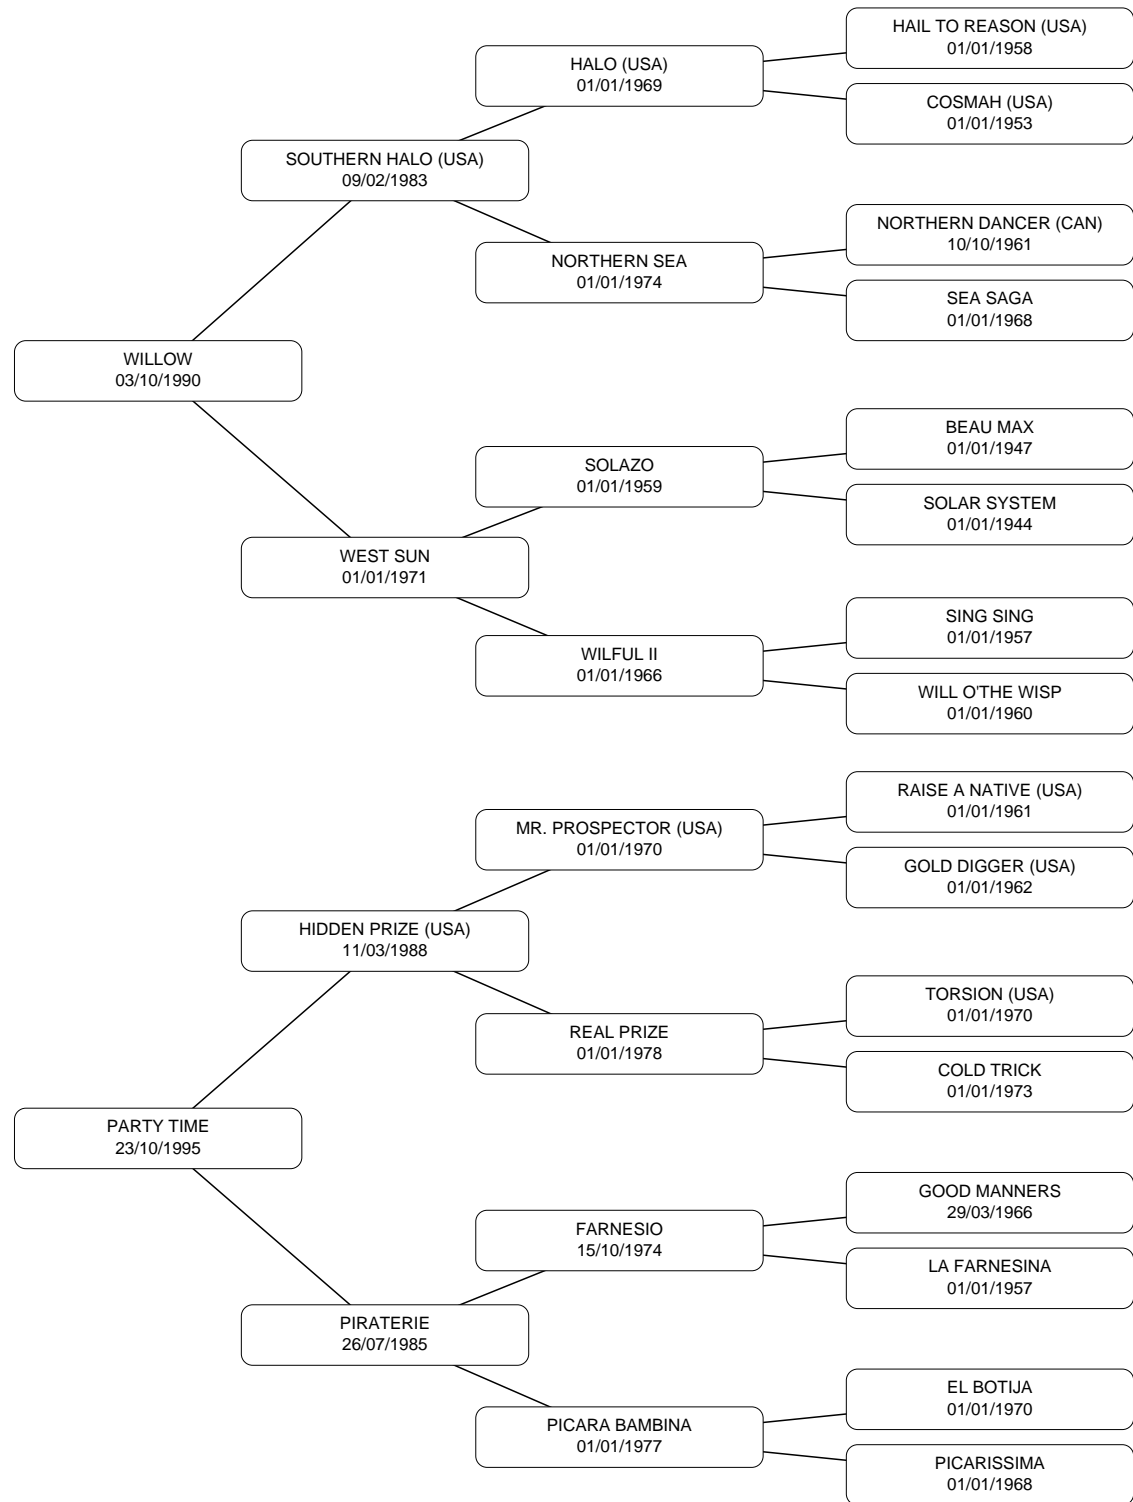 HAIL TO REASON (USA)
01/01/1958
HALO (USA)
01/01/1969
COSMAH (USA)
01/01/1953
SOUTHERN HALO (USA)
09/02/1983
NORTHERN DANCER (CAN)
10/10/1961
NORTHERN SEA
01/01/1974
SEA SAGA
01/01/1968
WILLOW
03/10/1990
BEAU MAX
01/01/1947
SOLAZO
01/01/1959
SOLAR SYSTEM
01/01/1944
WEST SUN
01/01/1971
SING SING
01/01/1957
WILFUL II
01/01/1966
WILL O'THE WISP
01/01/1960
RAISE A NATIVE (USA)
01/01/1961
MR. PROSPECTOR (USA)
01/01/1970
GOLD DIGGER (USA)
01/01/1962
HIDDEN PRIZE (USA)
11/03/1988
TORSION (USA)
01/01/1970
REAL PRIZE
01/01/1978
COLD TRICK
01/01/1973
PARTY TIME
23/10/1995
GOOD MANNERS
29/03/1966
FARNESIO
15/10/1974
LA FARNESINA
01/01/1957
PIRATERIE
26/07/1985
EL BOTIJA
01/01/1970
PICARA BAMBINA
01/01/1977
PICARISSIMA
01/01/1968